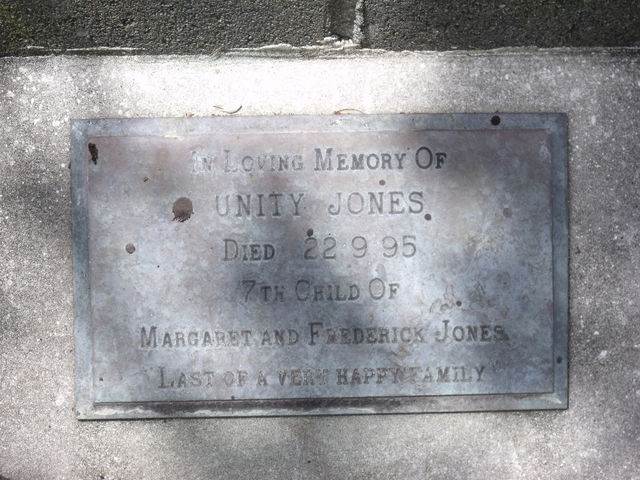 In Loving Memory Of
UNITY JONES
Died 22 9 95
7th Child Of
Margaret and Frederick Jones
Last of a very happy family